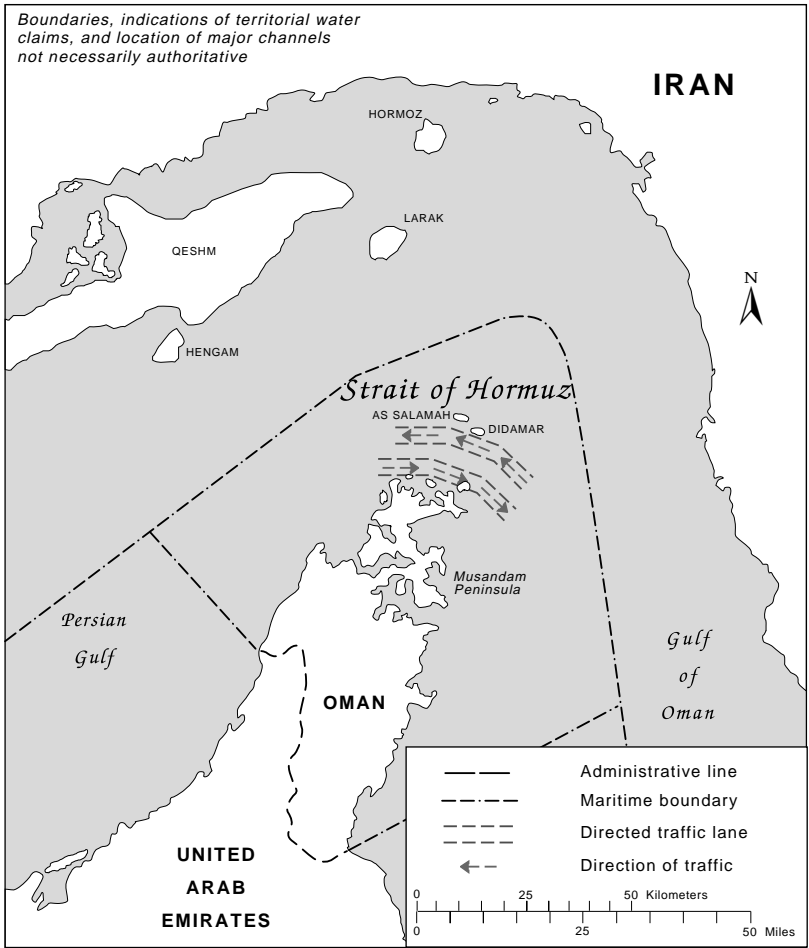 Boundaries, indications of territorial water
claims, and location of major channels
not necessarily authoritative
IRAN
HORMOZ
LARAK
QESHM
N
HENGAM
Strait of Hormuz
AS SALAMAH
DIDAMAR
Musandam
Peninsula
Persian
Gulf
Gulf
of
Oman
OMAN
UNITED
ARAB
EMIRATES
Administrative line
Maritime boundary
Directed traffic lane
Direction of traffic
0 25 50 Kilometers
0 25 50 Miles